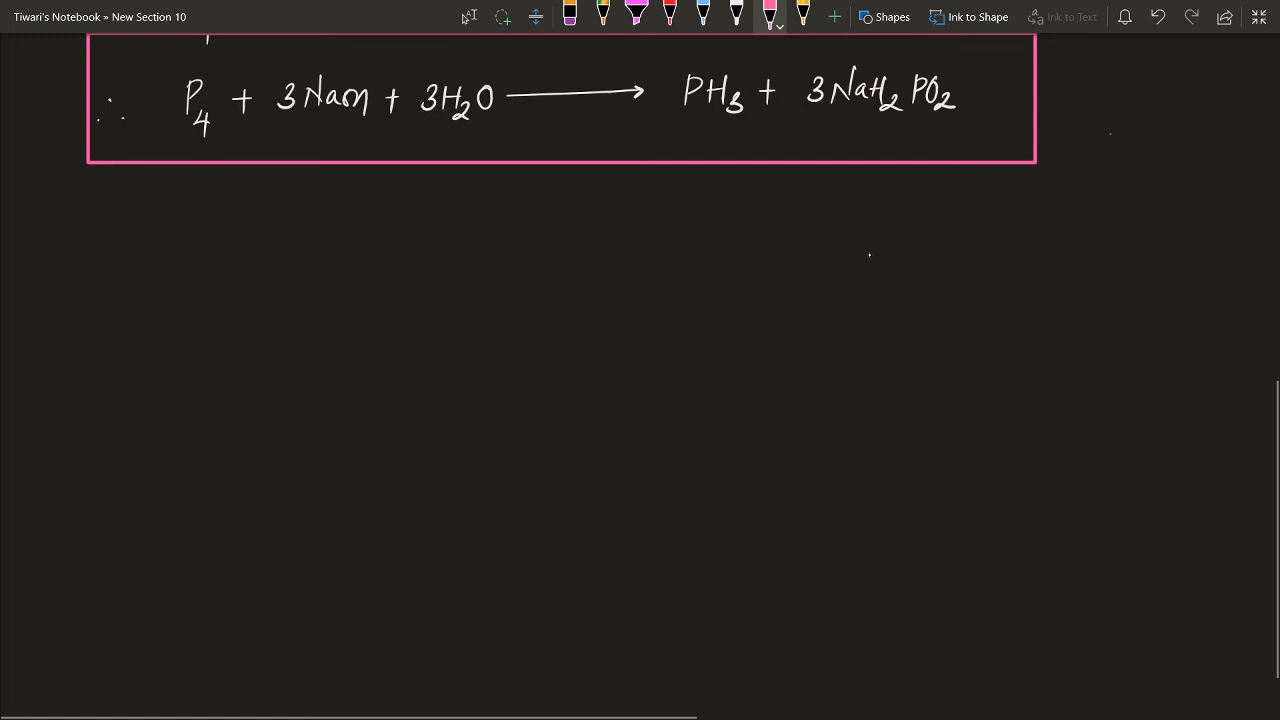 Tiwari's Notebook » New Section 10
Shapes
Ink to Shape
Ink to Text
∴ P₄ + 3NaOH + 3H₂O ⟶ PH₃ + 3NaH₂PO₂